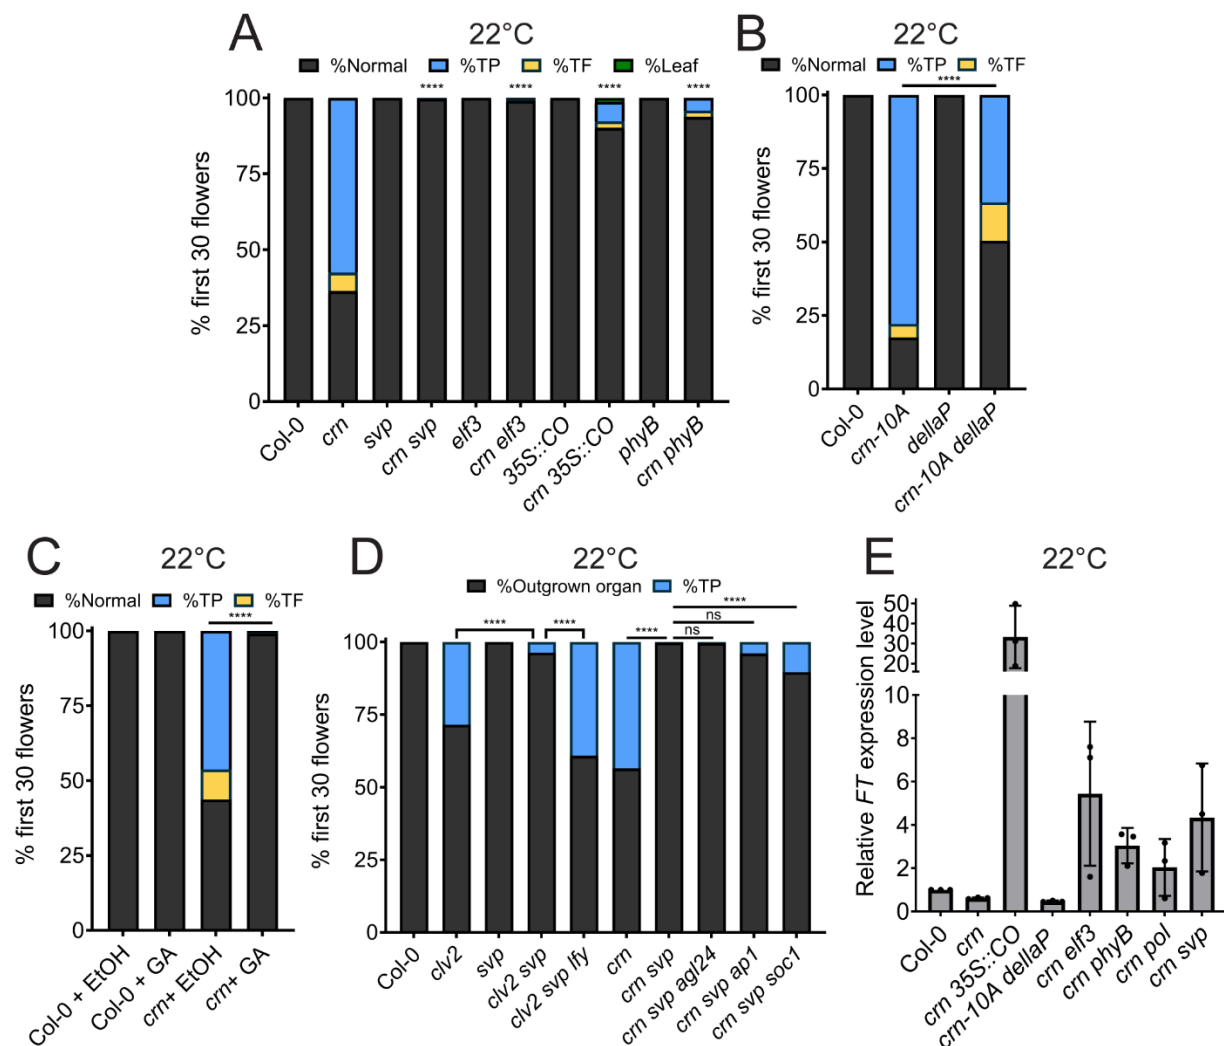 A
22°C
%Normal %TP %TF %Leaf
**** **** **** ****
100
75
50
25
0
% first 30 flowers
Col-0
crn
svp
crn svp
elf3
crn elf3
35S::CO
crn 35S::CO
phyB
crn phyB
B
22°C
%Normal %TP %TF
****
100
75
50
25
0
% first 30 flowers
Col-0
crn-10A
dellaP
crn-10A dellaP
C
22°C
%Normal %TP %TF
****
100
75
50
25
0
% first 30 flowers
Col-0 + EtOH
Col-0 + GA
crn+ EtOH
crn+ GA
D
22°C
%Outgrown organ %TP
****
ns
**** **** **** ns
100
75
50
25
0
% first 30 flowers
Col-0
clv2
svp
clv2 svp
clv2 svp lfy
crn
crn svp
crn svp agl24
crn svp ap1
crn svp soc1
E
22°C
50
40
30
20
10
8
6
4
2
0
Relative FT expression level
Col-0
crn
crn 35S::CO
crn-10A dellaP
crn elf3
crn phyB
crn pol
crn svp